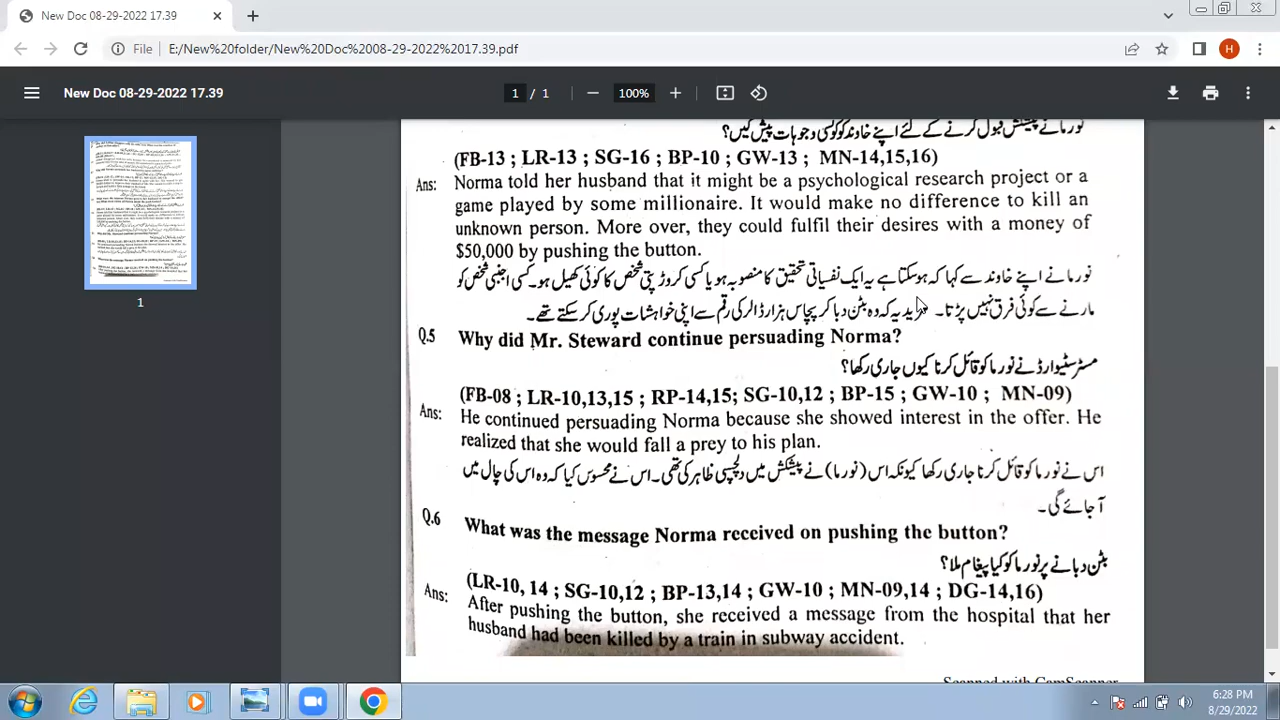 New Doc 08-29-2022 17.39
File E:/New%20folder/New%20Doc%2008-29-2022%2017.39.pdf
H
New Doc 08-29-2022 17.39
1 / 1
100%
نورما نے پیشکش قبول کرنے کے لئے اپنے خاوند کو کونسی وجوہات پیش کیں؟
(FB-13 ; LR-13 ; SG-16 ; BP-10 ; GW-13 ; MN-14,15,16)
Ans: Norma told her husband that it might be a psychological research project or a
game played by some millionaire. It would make no difference to kill an
unknown person. More over, they could fulfil their desires with a money of
$50,000 by pushing the button.
نورما نے اپنے خاوند سے کہا کہ ہو سکتا ہے یہ ایک نفسیاتی تحقیق کا منصوبہ ہو یا کسی کروڑ پتی شخص کا کوئی کھیل ہو۔ کسی اجنبی شخص کو
مارنے سے کوئی فرق نہیں پڑتا۔ مزید یہ کہ وہ بٹن دبا کر پچاس ہزار ڈالر کی رقم سے اپنی خواہشات پوری کر سکتے تھے۔
Q.5 Why did Mr. Steward continue persuading Norma?
مسٹر سٹیوارڈ نے نورما کو قائل کرنا کیوں جاری رکھا؟
(FB-08 ; LR-10,13,15 ; RP-14,15; SG-10,12 ; BP-15 ; GW-10 ; MN-09)
Ans: He continued persuading Norma because she showed interest in the offer. He
realized that she would fall a prey to his plan.
اس نے نورما کو قائل کرنا جاری رکھا کیونکہ اس (نورما) نے پیشکش میں دلچسپی ظاہر کی تھی۔ اس نے محسوس کیا کہ وہ اس کی چال میں
آ جائے گی۔
Q.6 What was the message Norma received on pushing the button?
بٹن دبانے پر نورما کو کیا پیغام ملا؟
(LR-10, 14 ; SG-10,12 ; BP-13,14 ; GW-10 ; MN-09,14 ; DG-14,16)
Ans: After pushing the button, she received a message from the hospital that her
husband had been killed by a train in subway accident.
Scanned with CamScanner
1
6:28 PM
8/29/2022